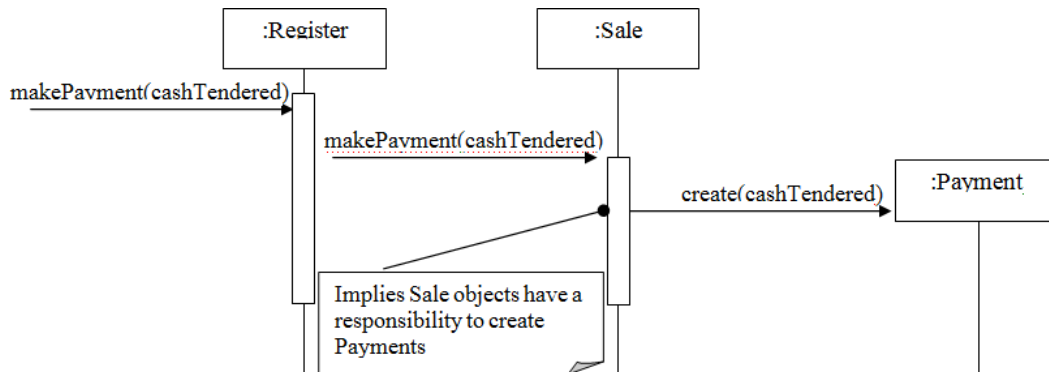 :Register
:Sale
makePayment(cashTendered)
makePayment(cashTendered)
create(cashTendered)
:Payment
Implies Sale objects have a
responsibility to create
Payments